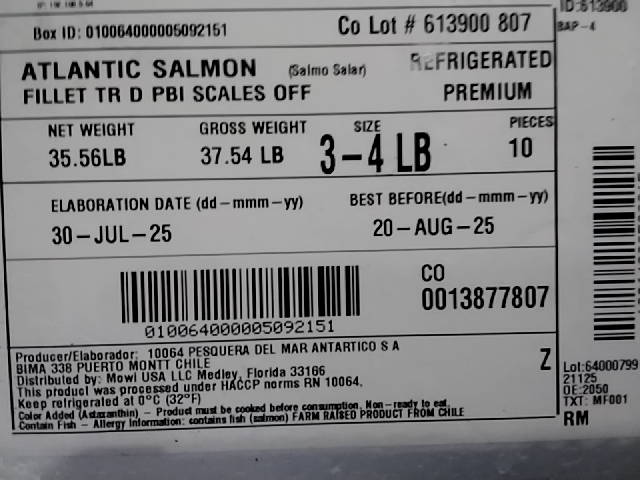 Box ID: 010064000005092151
Co Lot # 613900 807
ID:613900
BAP-4
ATLANTIC SALMON (Salmo Salar) REFRIGERATED
FILLET TR D PBI SCALES OFF PREMIUM
NET WEIGHT GROSS WEIGHT SIZE PIECES
35.56LB 37.54 LB 3-4 LB 10
ELABORATION DATE (dd-mmm-yy) BEST BEFORE(dd-mmm-yy)
30-JUL-25 20-AUG-25
CO
0013877807
010064000005092151
Producer/Elaborador: 10064 PESQUERA DEL MAR ANTARTICO S A
BIMA 338 PUERTO MONTT CHILE
Distributed by: Mowi USA LLC Medley, Florida 33166
This product was processed under HACCP norms RN 10064,
Keep refrigerated at 0°C (32°F)
Color Added (Astaxanthin) - Product must be cooked before consumption. Non-ready to eat.
Contain Fish - Allergy Information: contains fish (salmon) FARM RAISED PRODUCT FROM CHILE
Z
Lot:64000799
21125
OE:2050
TXT: MF001
RM